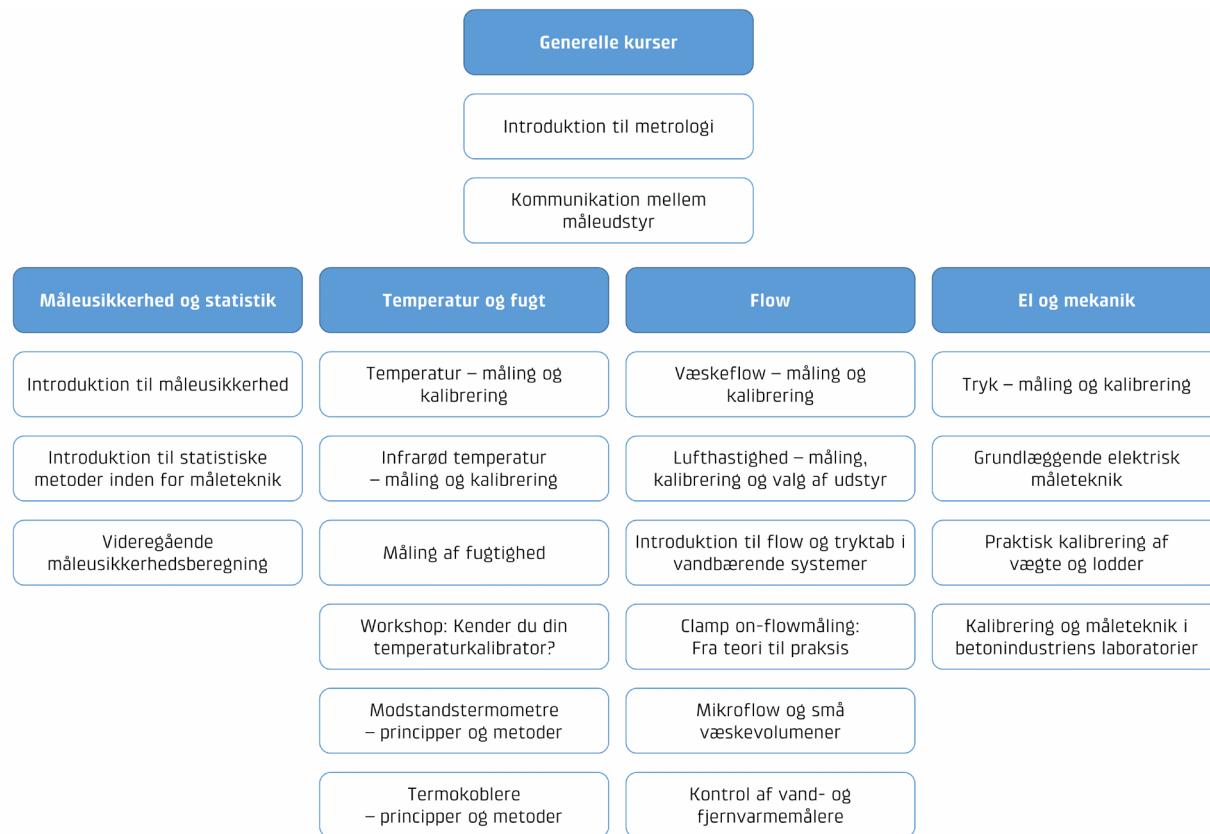 Generelle kurser
Introduktion til metrologi
Kommunikation mellem
måleudstyr
Måleusikkerhed og statistik
Introduktion til måleusikkerhed
Introduktion til statistiske
metoder inden for måleteknik
Videregående
måleusikkerhedsberegning
Temperatur og fugt
Temperatur – måling og
kalibrering
Infrarød temperatur
– måling og kalibrering
Måling af fugtighed
Workshop: Kender du din
temperaturkalibrator?
Modstandstermometre
– principper og metoder
Termokoblere
– principper og metoder
Flow
Væskeflow – måling og
kalibrering
Lufthastighed – måling,
kalibrering og valg af udstyr
Introduktion til flow og tryktab i
vandbærende systemer
Clamp on-flowmåling:
Fra teori til praksis
Mikroflow og små
væskevolumener
Kontrol af vand- og
fjernvarmemålere
El og mekanik
Tryk – måling og kalibrering
Grundlæggende elektrisk
måleteknik
Praktisk kalibrering af
vægte og lodder
Kalibrering og måleteknik i
betonindustriens laboratorier